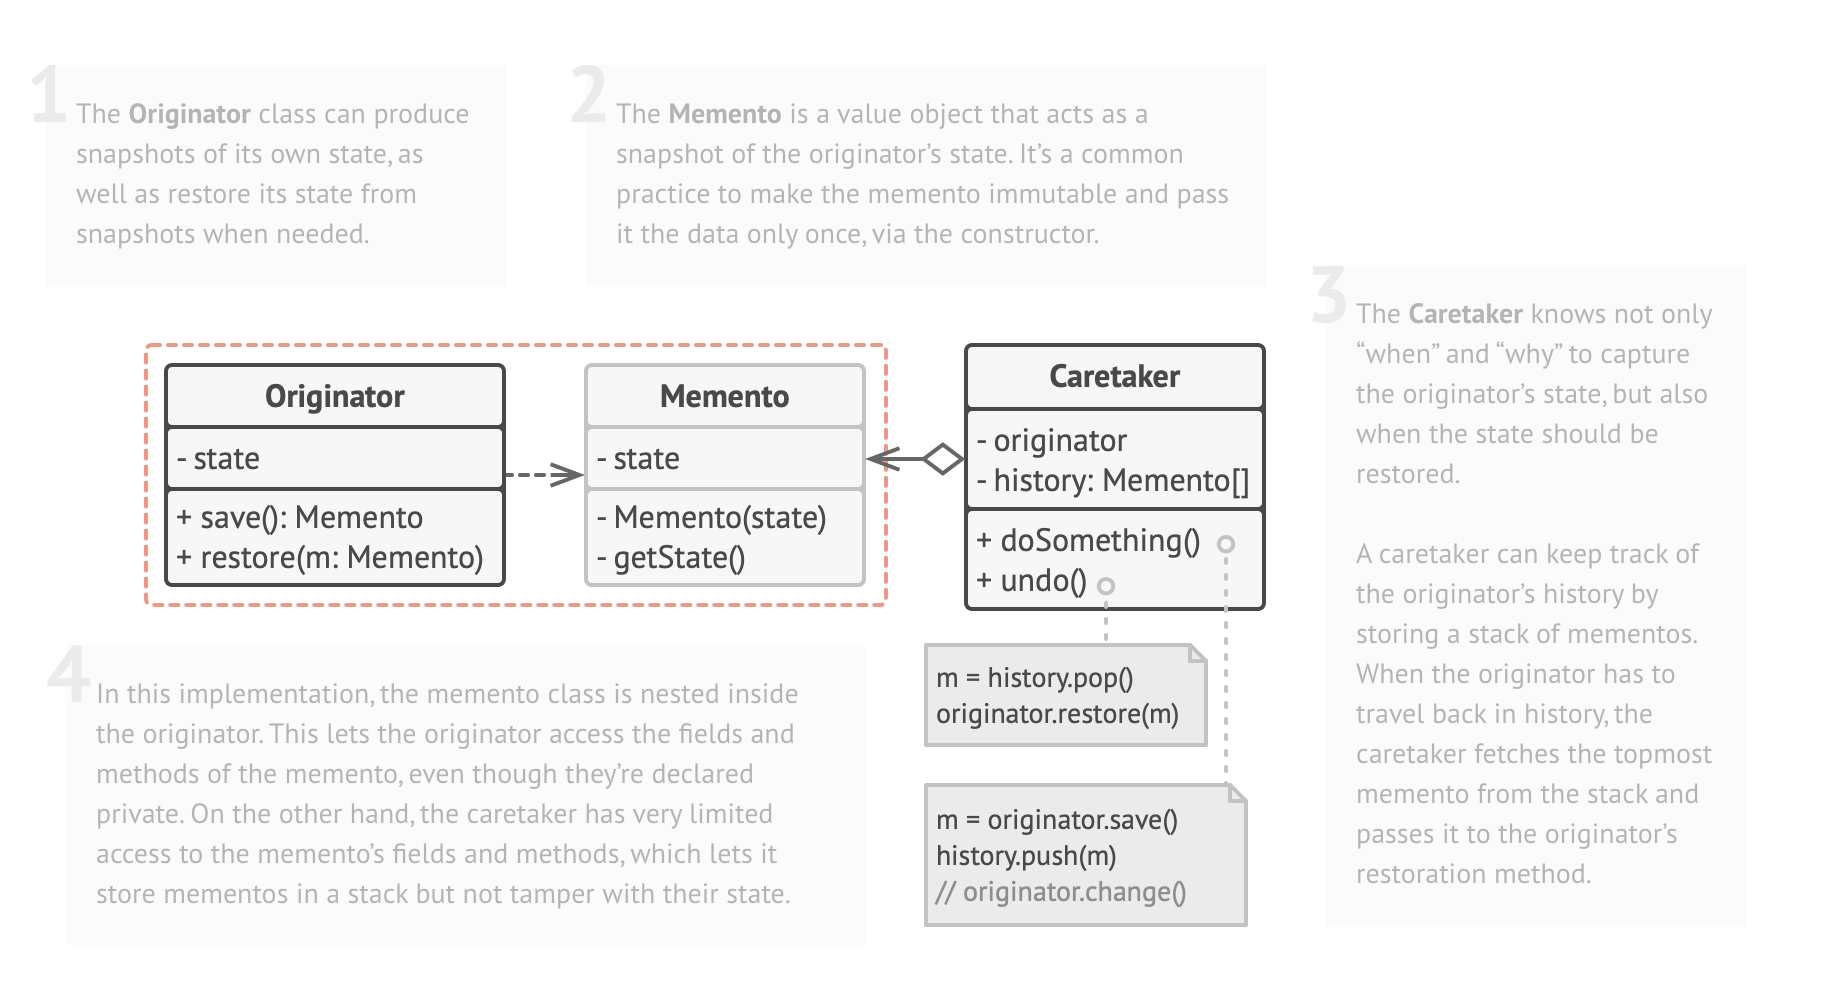 1
The Originator class can produce
snapshots of its own state, as
well as restore its state from
snapshots when needed.
2
The Memento is a value object that acts as a
snapshot of the originator’s state. It’s a common
practice to make the memento immutable and pass
it the data only once, via the constructor.
3
The Caretaker knows not only
“when” and “why” to capture
the originator’s state, but also
when the state should be
restored.
A caretaker can keep track of
the originator’s history by
storing a stack of mementos.
When the originator has to
travel back in history, the
caretaker fetches the topmost
memento from the stack and
passes it to the originator’s
restoration method.
Originator
- state
+ save(): Memento
+ restore(m: Memento)
Memento
- state
- Memento(state)
- getState()
Caretaker
- originator
- history: Memento[]
+ doSomething()
+ undo()
m = history.pop()
originator.restore(m)
m = originator.save()
history.push(m)
// originator.change()
4
In this implementation, the memento class is nested inside
the originator. This lets the originator access the fields and
methods of the memento, even though they’re declared
private. On the other hand, the caretaker has very limited
access to the memento’s fields and methods, which lets it
store mementos in a stack but not tamper with their state.